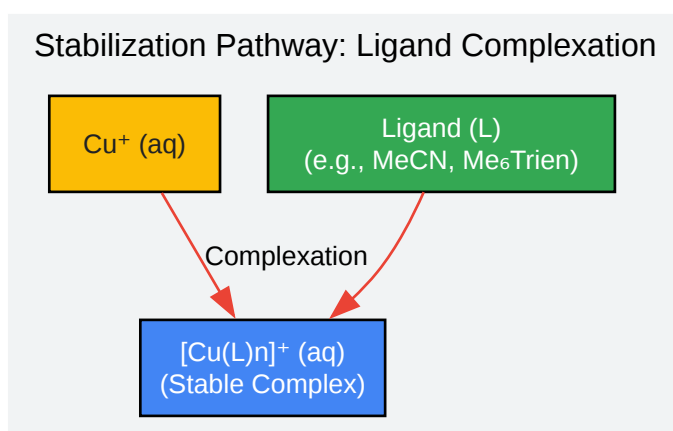 Stabilization Pathway: Ligand Complexation
Cu⁺ (aq)
Ligand (L)
(e.g., MeCN, Me₆Trien)
Complexation
[Cu(L)n]⁺ (aq)
(Stable Complex)